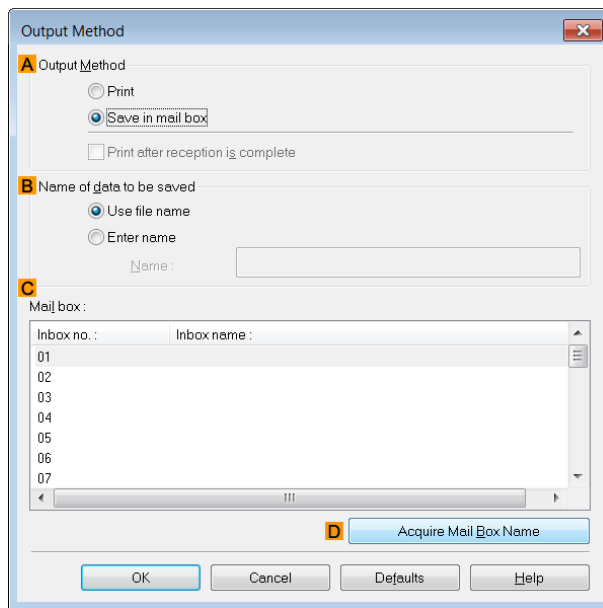 Output Method
A Output Method
Print
Save in mail box
Print after reception is complete
B Name of data to be saved
Use file name
Enter name
Name :
C
Mail box :
Inbox no. : Inbox name :
01
02
03
04
05
06
07
D Acquire Mail Box Name
OK Cancel Defaults Help